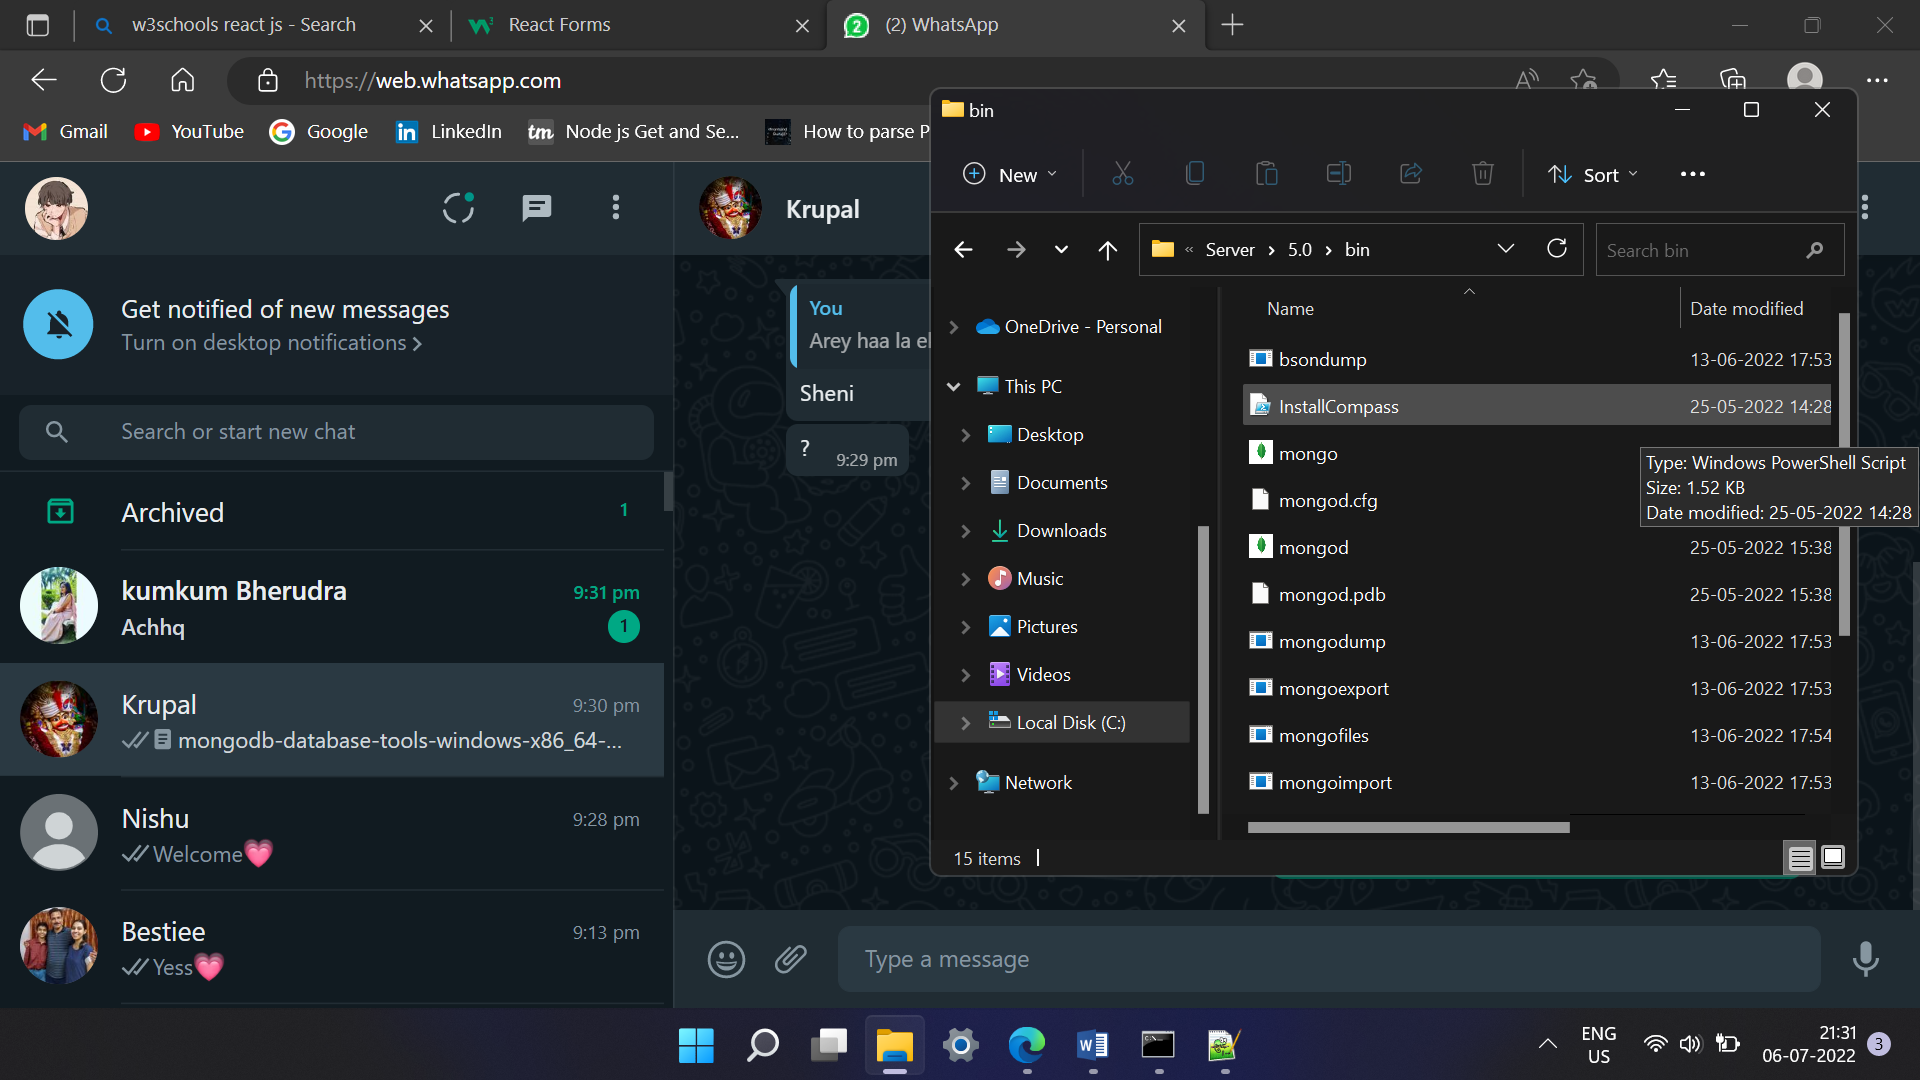 w3schools react js - Search
React Forms
2
(2) WhatsApp
https://web.whatsapp.com
Gmail
YouTube
Google
LinkedIn
tm Node js Get and Se...
How to parse P
Get notified of new messages
Turn on desktop notifications >
Search or start new chat
Archived
1
kumkum Bherudra
9:31 pm
Achhq
1
Krupal
9:30 pm
mongodb-database-tools-windows-x86_64-...
Nishu
9:28 pm
Welcome💗
Bestiee
9:13 pm
Yess💗
Krupal
You
Arey haa la el
Sheni
?
9:29 pm
Type a message
bin
New
Sort
« Server > 5.0 > bin
Search bin
OneDrive - Personal
This PC
Desktop
Documents
Downloads
Music
Pictures
Videos
Local Disk (C:)
Network
Name
Date modified
bsondump
13-06-2022 17:53
InstallCompass
25-05-2022 14:28
mongo
mongod.cfg
mongod
25-05-2022 15:38
mongod.pdb
25-05-2022 15:38
mongodump
13-06-2022 17:53
mongoexport
13-06-2022 17:53
mongofiles
13-06-2022 17:54
mongoimport
13-06-2022 17:53
Type: Windows PowerShell Script
Size: 1.52 KB
Date modified: 25-05-2022 14:28
15 items
ENG
US
21:31
06-07-2022
3